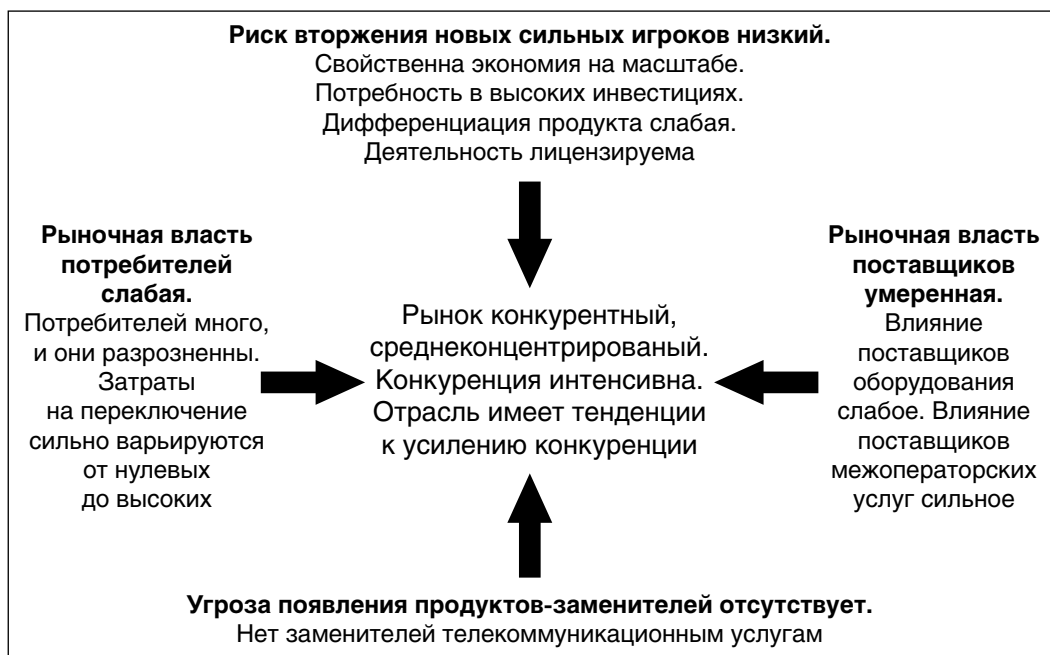 Риск вторжения новых сильных игроков низкий.
Свойственна экономия на масштабе.
Потребность в высоких инвестициях.
Дифференциация продукта слабая.
Деятельность лицензируема
Рыночная власть
потребителей
слабая.
Потребителей много,
и они разрозненны.
Затраты
на переключение
сильно варьируются
от нулевых
до высоких
Рынок конкурентный,
среднеконцентрированый.
Конкуренция интенсивна.
Отрасль имеет тенденции
к усилению конкуренции
Рыночная власть
поставщиков
умеренная.
Влияние
поставщиков
оборудования
слабое. Влияние
поставщиков
межоператорских
услуг сильное
Угроза появления продуктов-заменителей отсутствует.
Нет заменителей телекоммуникационным услугам